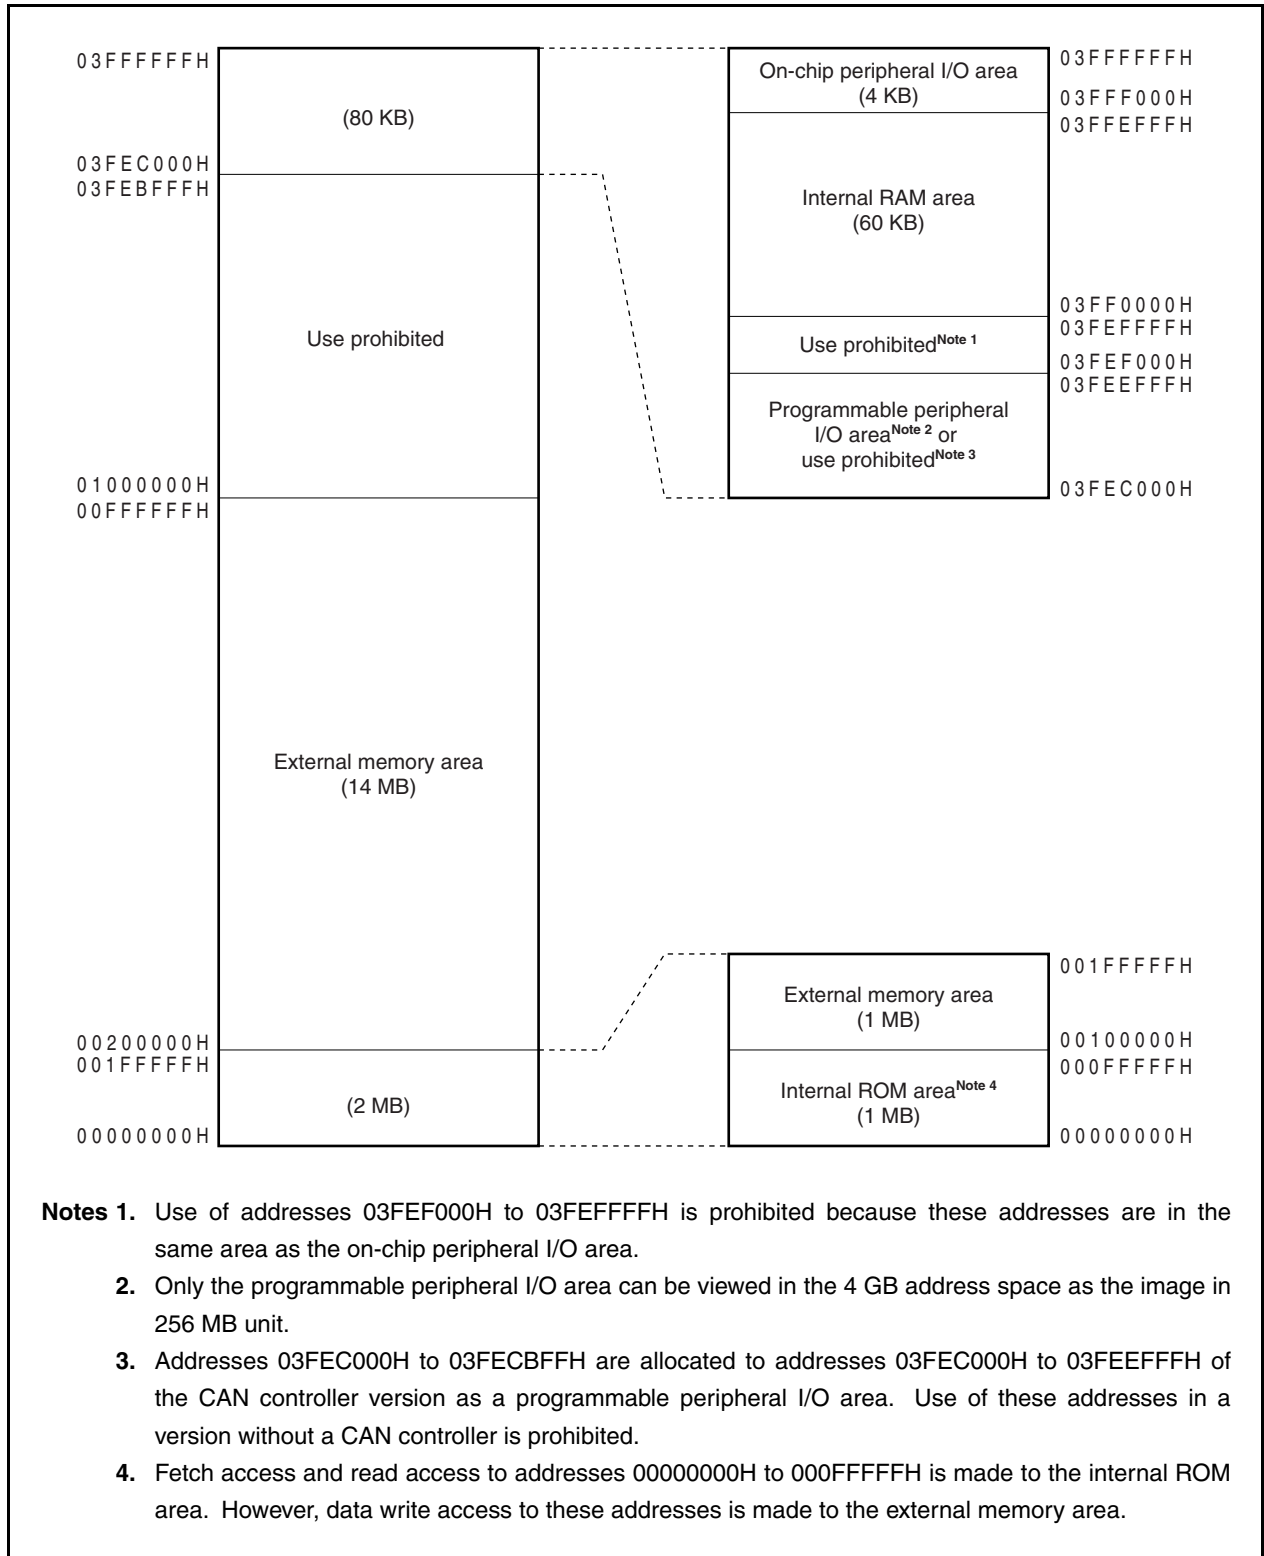 03FFFFFFH
(80 KB)
03FEC000H
03FEBFFFH
Use prohibited
01000000H
00FFFFFFH
External memory area
(14 MB)
00200000H
001FFFFFH
(2 MB)
00000000H
On-chip peripheral I/O area
(4 KB)
03FFFFFFH
03FFF000H
03FFEFFFH
Internal RAM area
(60 KB)
03FF0000H
03FEFFFFH
Use prohibitedNote 1
03FEF000H
03FEEFFFH
Programmable peripheral
I/O areaNote 2 or
use prohibitedNote 3
03FEC000H
001FFFFFH
External memory area
(1 MB)
00100000H
000FFFFFH
Internal ROM areaNote 4
(1 MB)
00000000H
Notes 1. Use of addresses 03FEF000H to 03FEFFFFH is prohibited because these addresses are in the
same area as the on-chip peripheral I/O area.
2. Only the programmable peripheral I/O area can be viewed in the 4 GB address space as the image in
256 MB unit.
3. Addresses 03FEC000H to 03FECBFFH are allocated to addresses 03FEC000H to 03FEEFFFH of
the CAN controller version as a programmable peripheral I/O area. Use of these addresses in a
version without a CAN controller is prohibited.
4. Fetch access and read access to addresses 00000000H to 000FFFFFH is made to the internal ROM
area. However, data write access to these addresses is made to the external memory area.